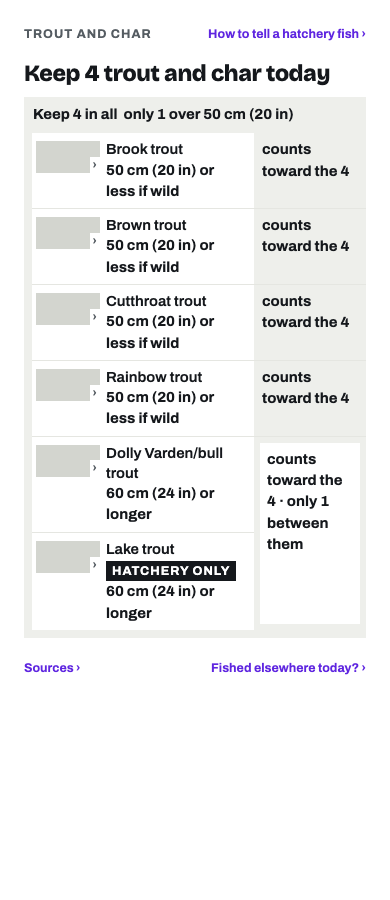 TROUT AND CHAR
How to tell a hatchery fish ›
Keep 4 trout and char today
Keep 4 in all only 1 over 50 cm (20 in)
›
Brook trout
50 cm (20 in) or
less if wild
counts
toward the 4
›
Brown trout
50 cm (20 in) or
less if wild
counts
toward the 4
›
Cutthroat trout
50 cm (20 in) or
less if wild
counts
toward the 4
›
Rainbow trout
50 cm (20 in) or
less if wild
counts
toward the 4
›
Dolly Varden/bull
trout
60 cm (24 in) or
longer
›
Lake trout
HATCHERY ONLY
60 cm (24 in) or
longer
counts
toward the
4 · only 1
between
them
Sources ›
Fished elsewhere today? ›